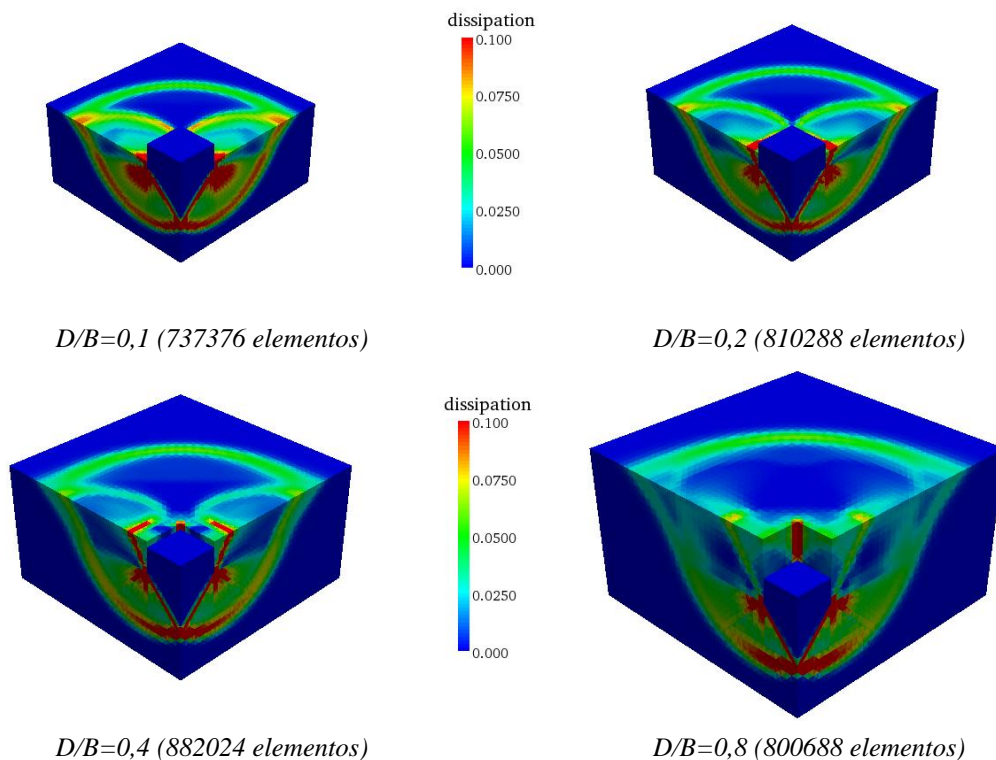 dissipation
0.100
0.0750
0.0500
0.0250
0.000
D/B=0,1 (737376 elementos)
D/B=0,2 (810288 elementos)
dissipation
0.100
0.0750
0.0500
0.0250
0.000
D/B=0,4 (882024 elementos)
D/B=0,8 (800688 elementos)